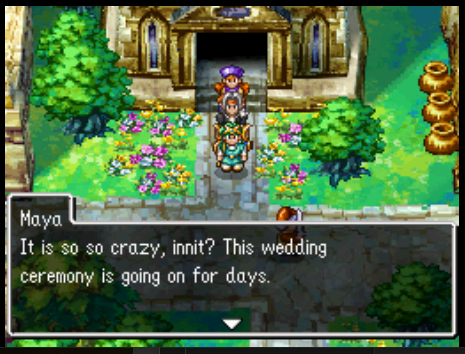 Maya
It is so so crazy, innit? This wedding
ceremony is going on for days.